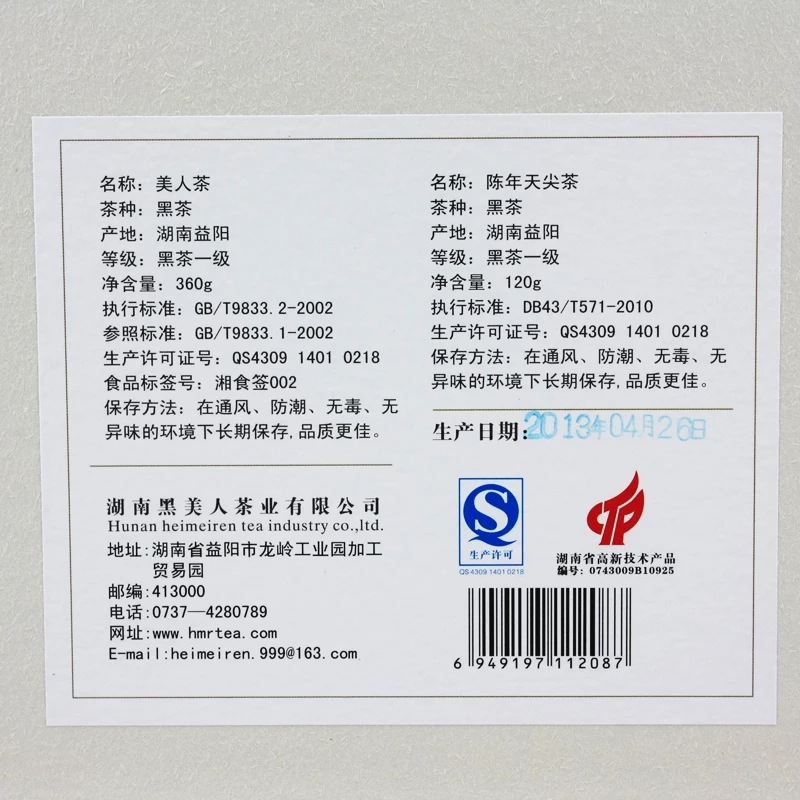 名称：美人茶
茶种：黑茶
产地：湖南益阳
等级：黑茶一级
净含量：360g
执行标准：GB/T9833.2-2002
参照标准：GB/T9833.1-2002
生产许可证号：QS4309 1401 0218
食品标签号：湘食签002
保存方法：在通风、防潮、无毒、无
异味的环境下长期保存,品质更佳。
湖南黑美人茶业有限公司
Hunan heimeiren tea industry co.,ltd.
地址:湖南省益阳市龙岭工业园加工
贸易园
邮编:413000
电话:0737—4280789
网址:www.hmrtea.com
E-mail:heimeiren.999@163.com
名称：陈年天尖茶
茶种：黑茶
产地：湖南益阳
等级：黑茶一级
净含量：120g
执行标准：DB43/T571-2010
生产许可证号：QS4309 1401 0218
保存方法：在通风、防潮、无毒、无
异味的环境下长期保存,品质更佳。
生产日期:2013年04月26日
QS
生产许可
QS4309 1401 0218
CTP
湖南省高新技术产品
编号：0743009B10925
6 949197 112087